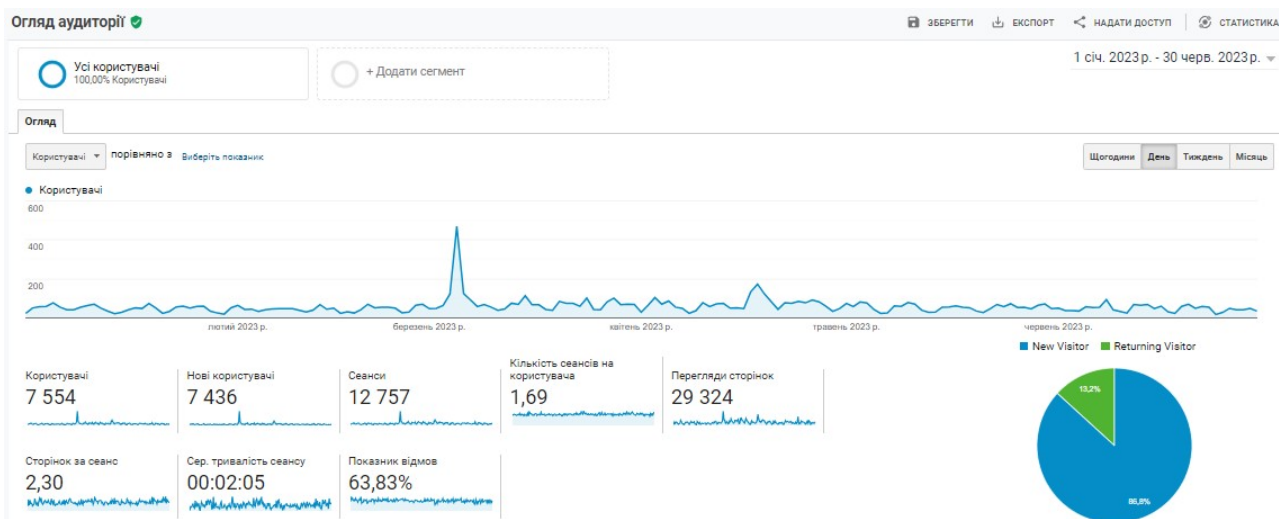 Огляд аудиторії
ЗБЕРЕГТИ ЕКСПОРТ НАДАТИ ДОСТУП СТАТИСТИКА
Усі користувачі
100,00% Користувачі
+ Додати сегмент
1 січ. 2023 р. - 30 черв. 2023 р.
Огляд
Користувачі порівняно з Виберіть показник
Щогодини День Тиждень Місяць
Користувачі
600
400
200
лютий 2023 р. березень 2023 р. квітень 2023 р. травень 2023 р. червень 2023 р.
New Visitor Returning Visitor
Користувачі
7 554
Нові користувачі
7 436
Сеанси
12 757
Кількість сеансів на
користувача
1,69
Перегляди сторінок
29 324
Сторінок за сеанс
2,30
Сер. тривалість сеансу
00:02:05
Показник відмов
63,83%
13,2%
86,8%